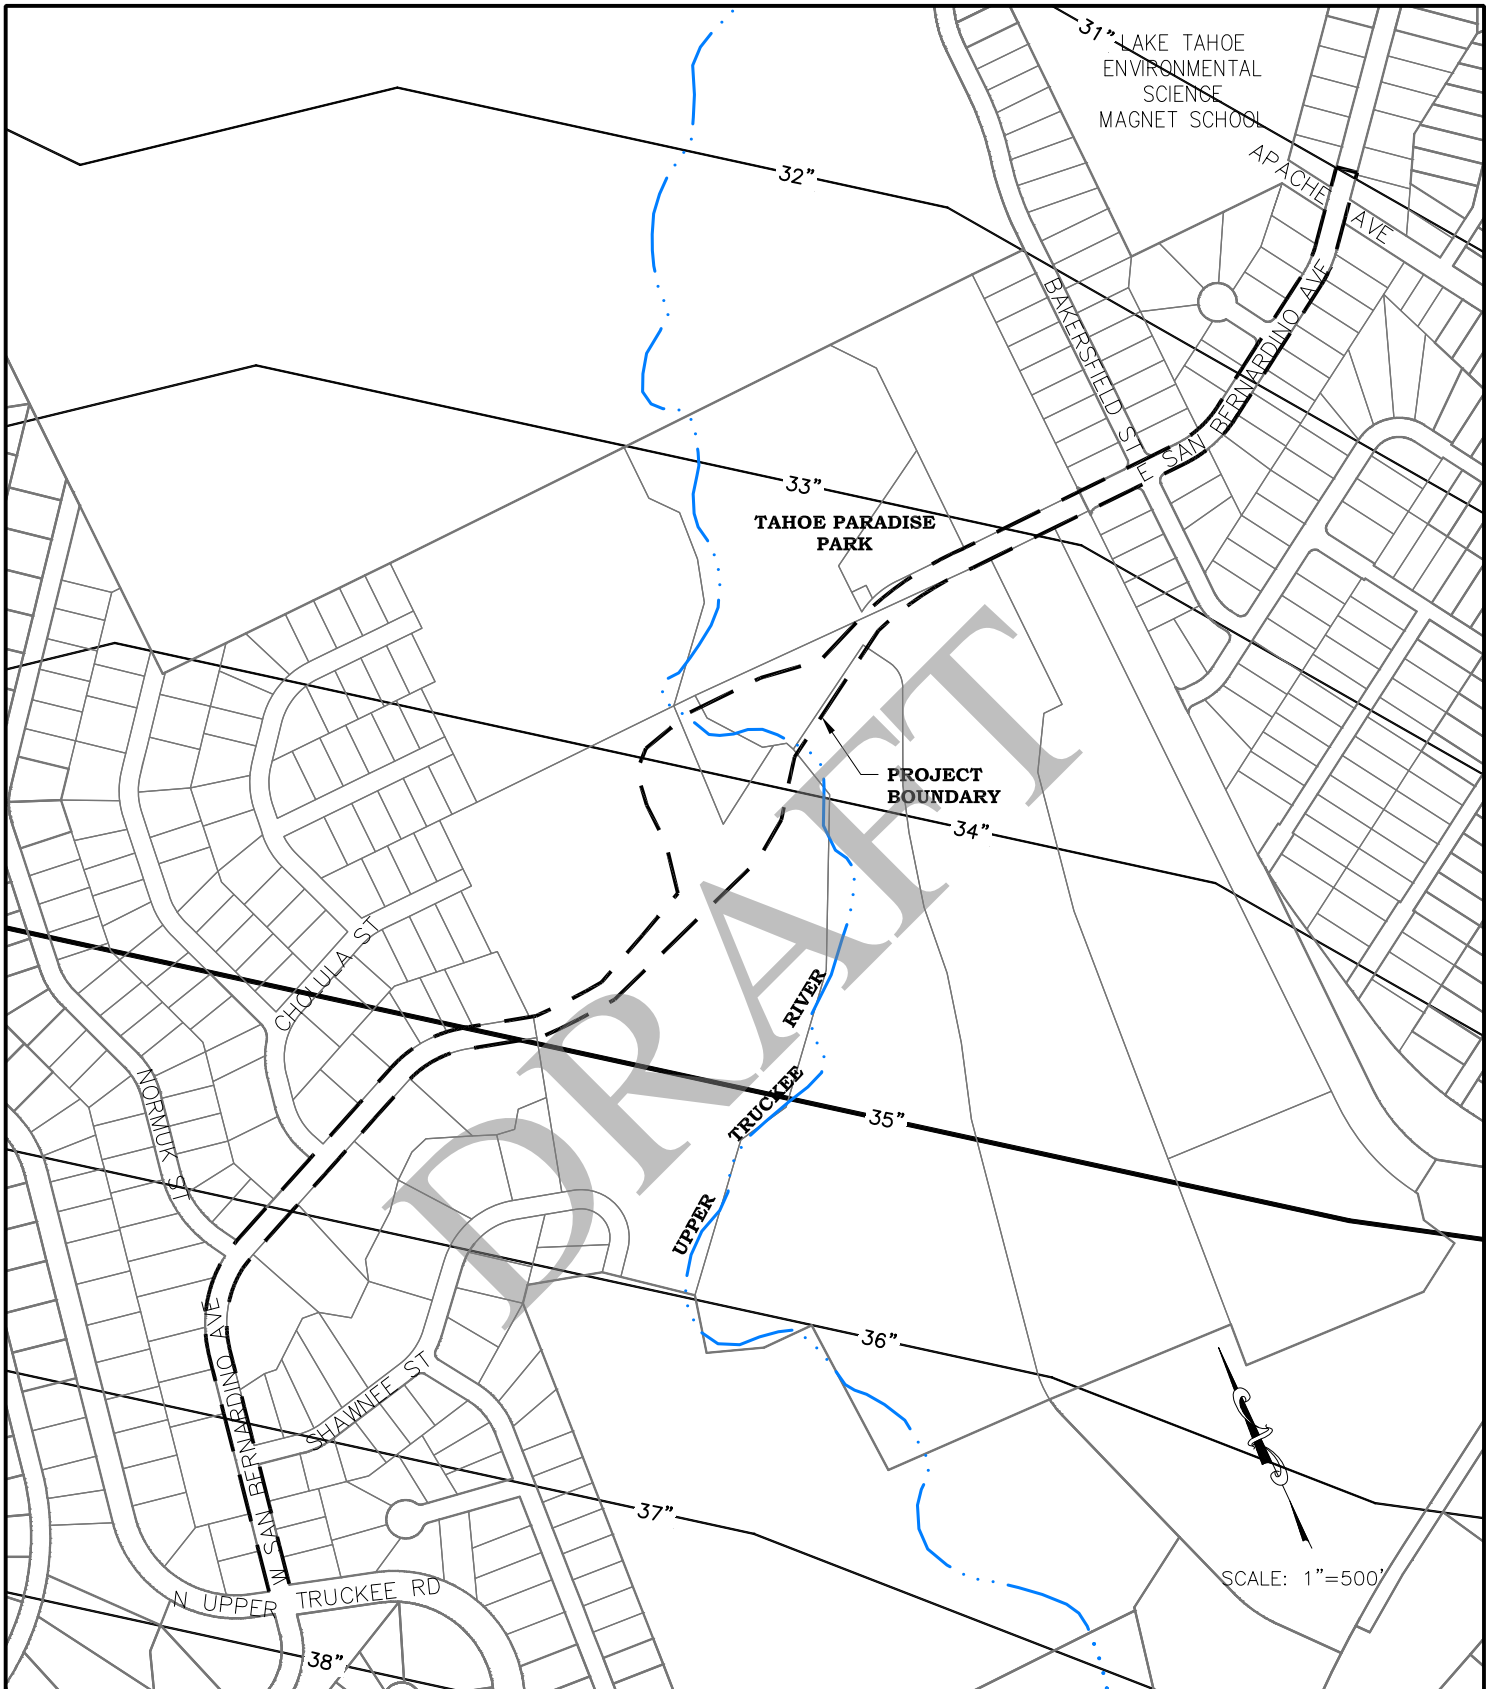 31"
LAKE TAHOE
ENVIRONMENTAL
SCIENCE
MAGNET SCHOOL
APACHE AVE
32"
BAKERSFIELD ST
E SAN BERNARDINO AVE
33"
TAHOE PARADISE
PARK
PROJECT
BOUNDARY
34"
DRAFT
CHOLULA ST
UPPER TRUCKEE RIVER
NORMUK ST
35"
36"
W SAN BERNARDINO AVE
SHAWNEE ST
37"
SCALE: 1"=500'
N UPPER TRUCKEE RD
38"